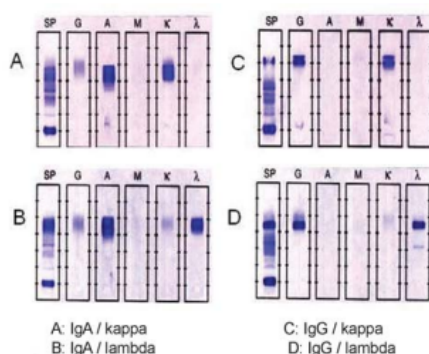 SP G A M K λ
A
SP G A M K λ
C
SP G A M K λ
B
SP G A M K λ
D
A: IgA / kappa
B: IgA / lambda
C: IgG / kappa
D: IgG / lambda